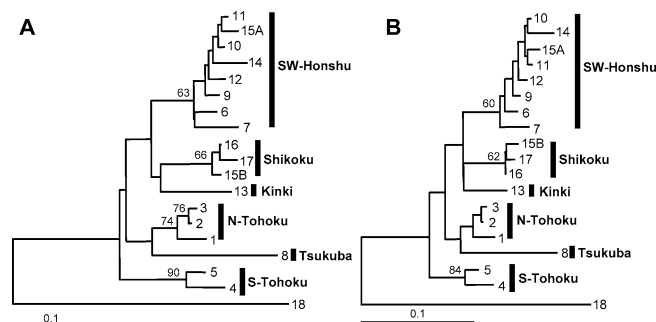 A
11
15A
10
14
12
9
6
7
63
SW-Honshu
16
17
15B
66
Shikoku
13
Kinki
76
3
2
74
1
N-Tohoku
8
Tsukuba
90
5
4
S-Tohoku
18
0.1
B
10
14
15A
11
12
9
6
7
60
SW-Honshu
15B
17
16
62
Shikoku
13
Kinki
3
2
1
N-Tohoku
8
Tsukuba
84
5
4
S-Tohoku
18
0.1